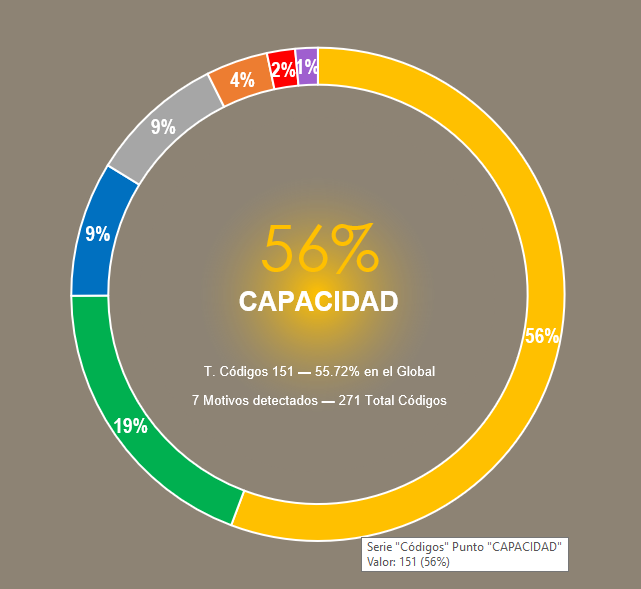 4%
2%
1%
9%
9%
56%
CAPACIDAD
56%
T. Códigos 151 — 55.72% en el Global
7 Motivos detectados — 271 Total Códigos
19%
Serie "Códigos" Punto "CAPACIDAD"
Valor: 151 (56%)